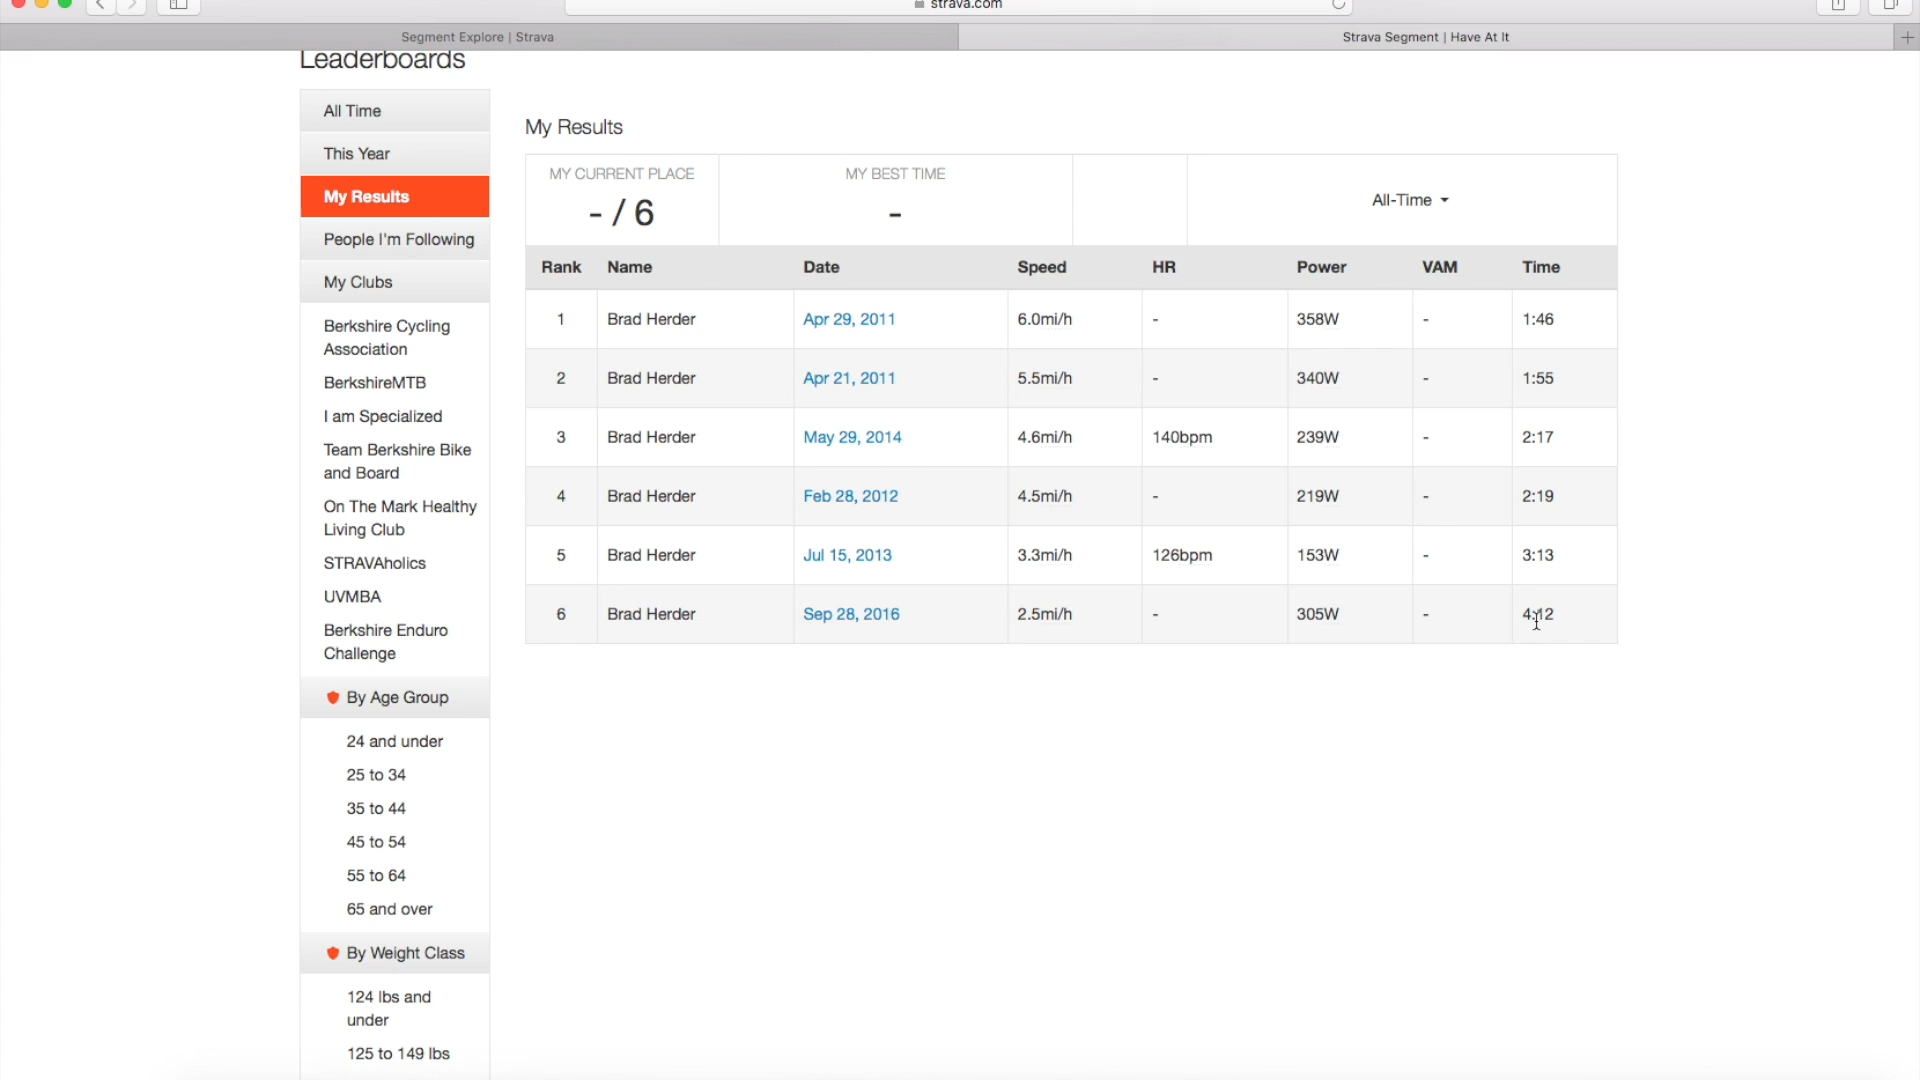 strava.com
Segment Explore | Strava
Strava Segment | Have At It
Leaderboards
All Time
This Year
My Results
People I'm Following
My Clubs
Berkshire Cycling
Association
BerkshireMTB
I am Specialized
Team Berkshire Bike
and Board
On The Mark Healthy
Living Club
STRAVAholics
UVMBA
Berkshire Enduro
Challenge
By Age Group
24 and under
25 to 34
35 to 44
45 to 54
55 to 64
65 and over
By Weight Class
124 lbs and
under
125 to 149 lbs
My Results
MY CURRENT PLACE MY BEST TIME
- / 6 - All-Time
Rank Name Date Speed HR Power VAM Time
1 Brad Herder Apr 29, 2011 6.0mi/h - 358W - 1:46
2 Brad Herder Apr 21, 2011 5.5mi/h - 340W - 1:55
3 Brad Herder May 29, 2014 4.6mi/h 140bpm 239W - 2:17
4 Brad Herder Feb 28, 2012 4.5mi/h - 219W - 2:19
5 Brad Herder Jul 15, 2013 3.3mi/h 126bpm 153W - 3:13
6 Brad Herder Sep 28, 2016 2.5mi/h - 305W - 4:12